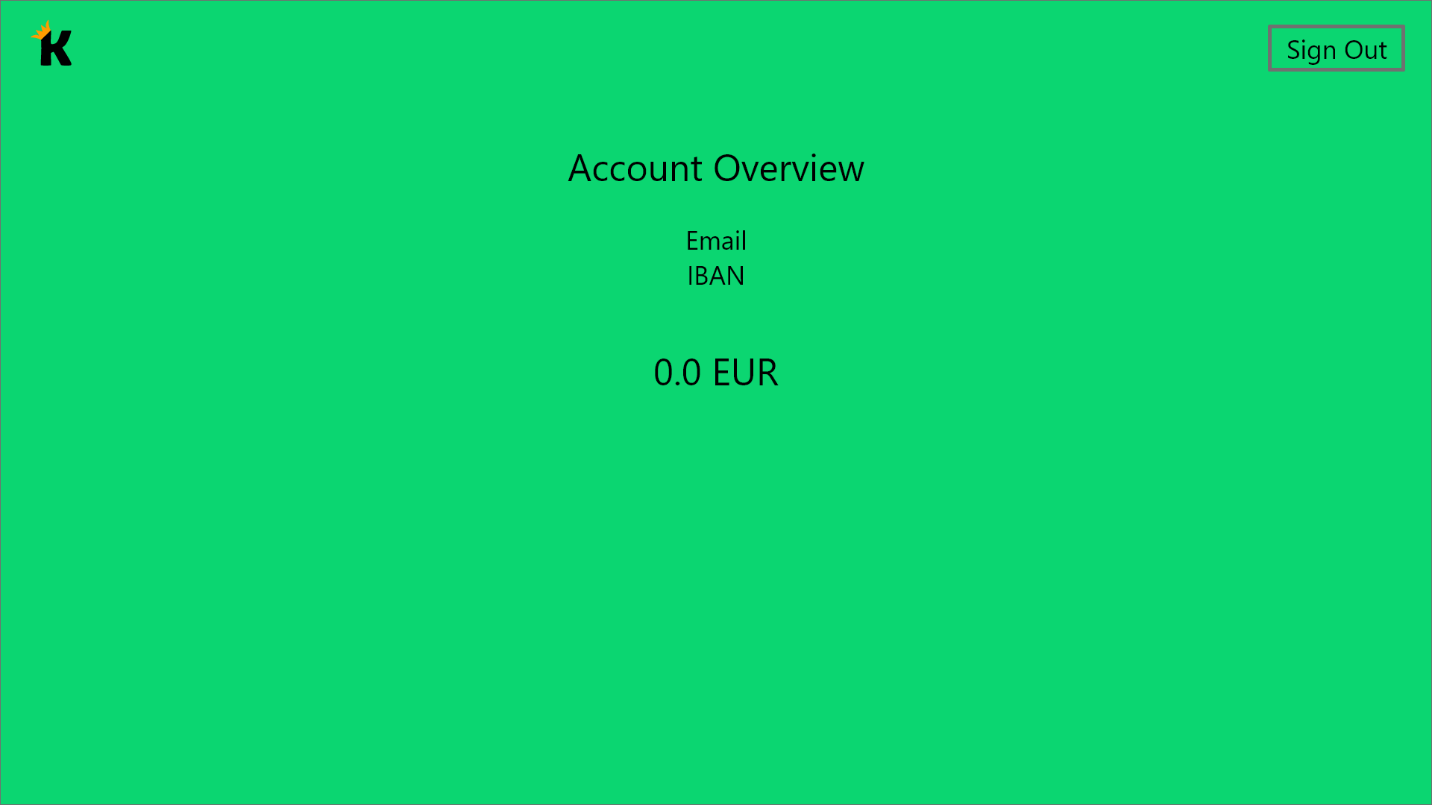 K
Sign Out
Account Overview
Email
IBAN
0.0 EUR